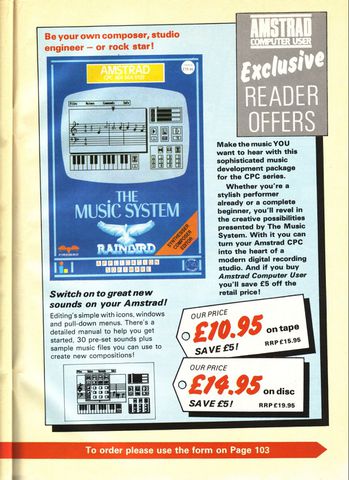 Be your own composer, studio
engineer – or rock star!
AMSTRAD
COMPUTER USER
Exclusive
READER
OFFERS
AMSTRAD
CPC 464 664 6128
THE
MUSIC SYSTEM
RAINBIRD
SYNTHESISER
COMPOSER
EDITOR
Make the music YOU
want to hear with this
sophisticated music
development package
for the CPC series.
Whether you're a
stylish performer
already or a complete
beginner, you'll revel in
the creative possibilities
presented by The Music
System. With it you can
turn your Amstrad CPC
into the heart of a
modern digital recording
studio. And if you buy
Amstrad Computer User
you'll save £5 off the
retail price!
Switch on to great new
sounds on your Amstrad!
Editing's simple with icons, windows
and pull-down menus. There's a
detailed manual to help you get
started, 30 pre-set sounds plus
sample music files you can use to
create new compositions!
OUR PRICE
£10.95 on tape
SAVE £5!
RRP £15.95
OUR PRICE
£14.95 on disc
SAVE £5!
RRP £19.95
To order please use the form on Page 103